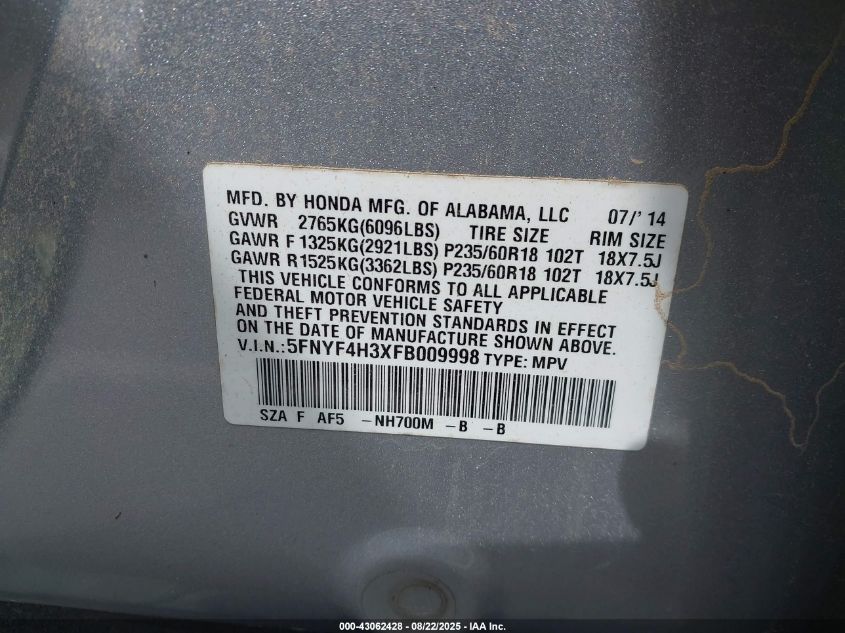 MFD. BY HONDA MFG. OF ALABAMA, LLC 07/' 14
GVWR 2765KG(6096LBS) TIRE SIZE RIM SIZE
GAWR F 1325KG(2921LBS) P235/60R18 102T 18X7.5J
GAWR R 1525KG(3362LBS) P235/60R18 102T 18X7.5J
THIS VEHICLE CONFORMS TO ALL APPLICABLE
FEDERAL MOTOR VEHICLE SAFETY
AND THEFT PREVENTION STANDARDS IN EFFECT
ON THE DATE OF MANUFACTURE SHOWN ABOVE.
V.I.N.:5FNYF4H3XFB009998 TYPE: MPV
SZA F AF5 -NH700M -B -B
000-43062428 - 08/22/2025 - IAA Inc.